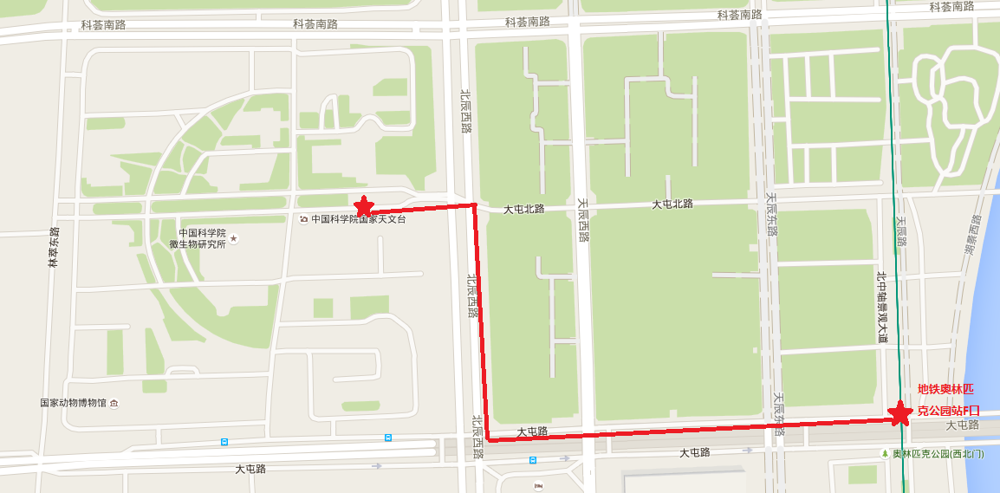 科荟南路
科荟南路
科荟南路
科荟南路
科荟南路
北辰西路
大屯北路
大屯北路
天辰西路
天辰东路
天辰路
湖景西路
中国科学院国家天文台
中国科学院
微生物研究所
林萃东路
北辰西路
北中轴景观大道
地铁奥林匹
克公园站F口
国家动物博物馆
天辰东路
大屯路
大屯路
北辰西路
大屯路
大屯路
奥林匹克公园(西北门)